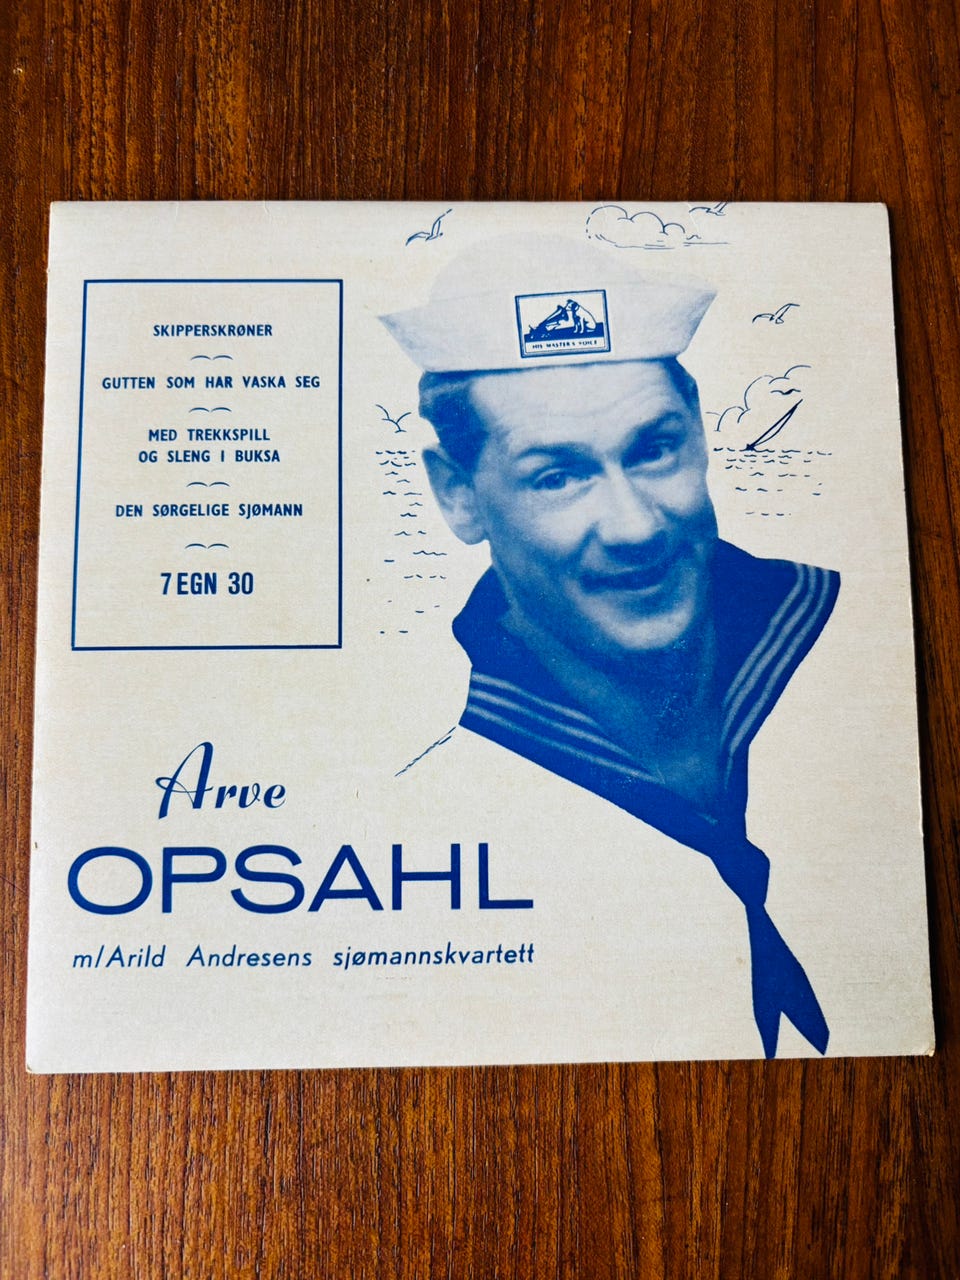 SKIPPERSKRØNER
GUTTEN SOM HAR VASKA SEG
MED TREKKSPILL
OG SLENG I BUKSA
DEN SØRGELIGE SJØMANN
7 EGN 30
HIS MASTER'S VOICE
Arve
OPSAHL
m/Arild Andresens sjømannskvartett